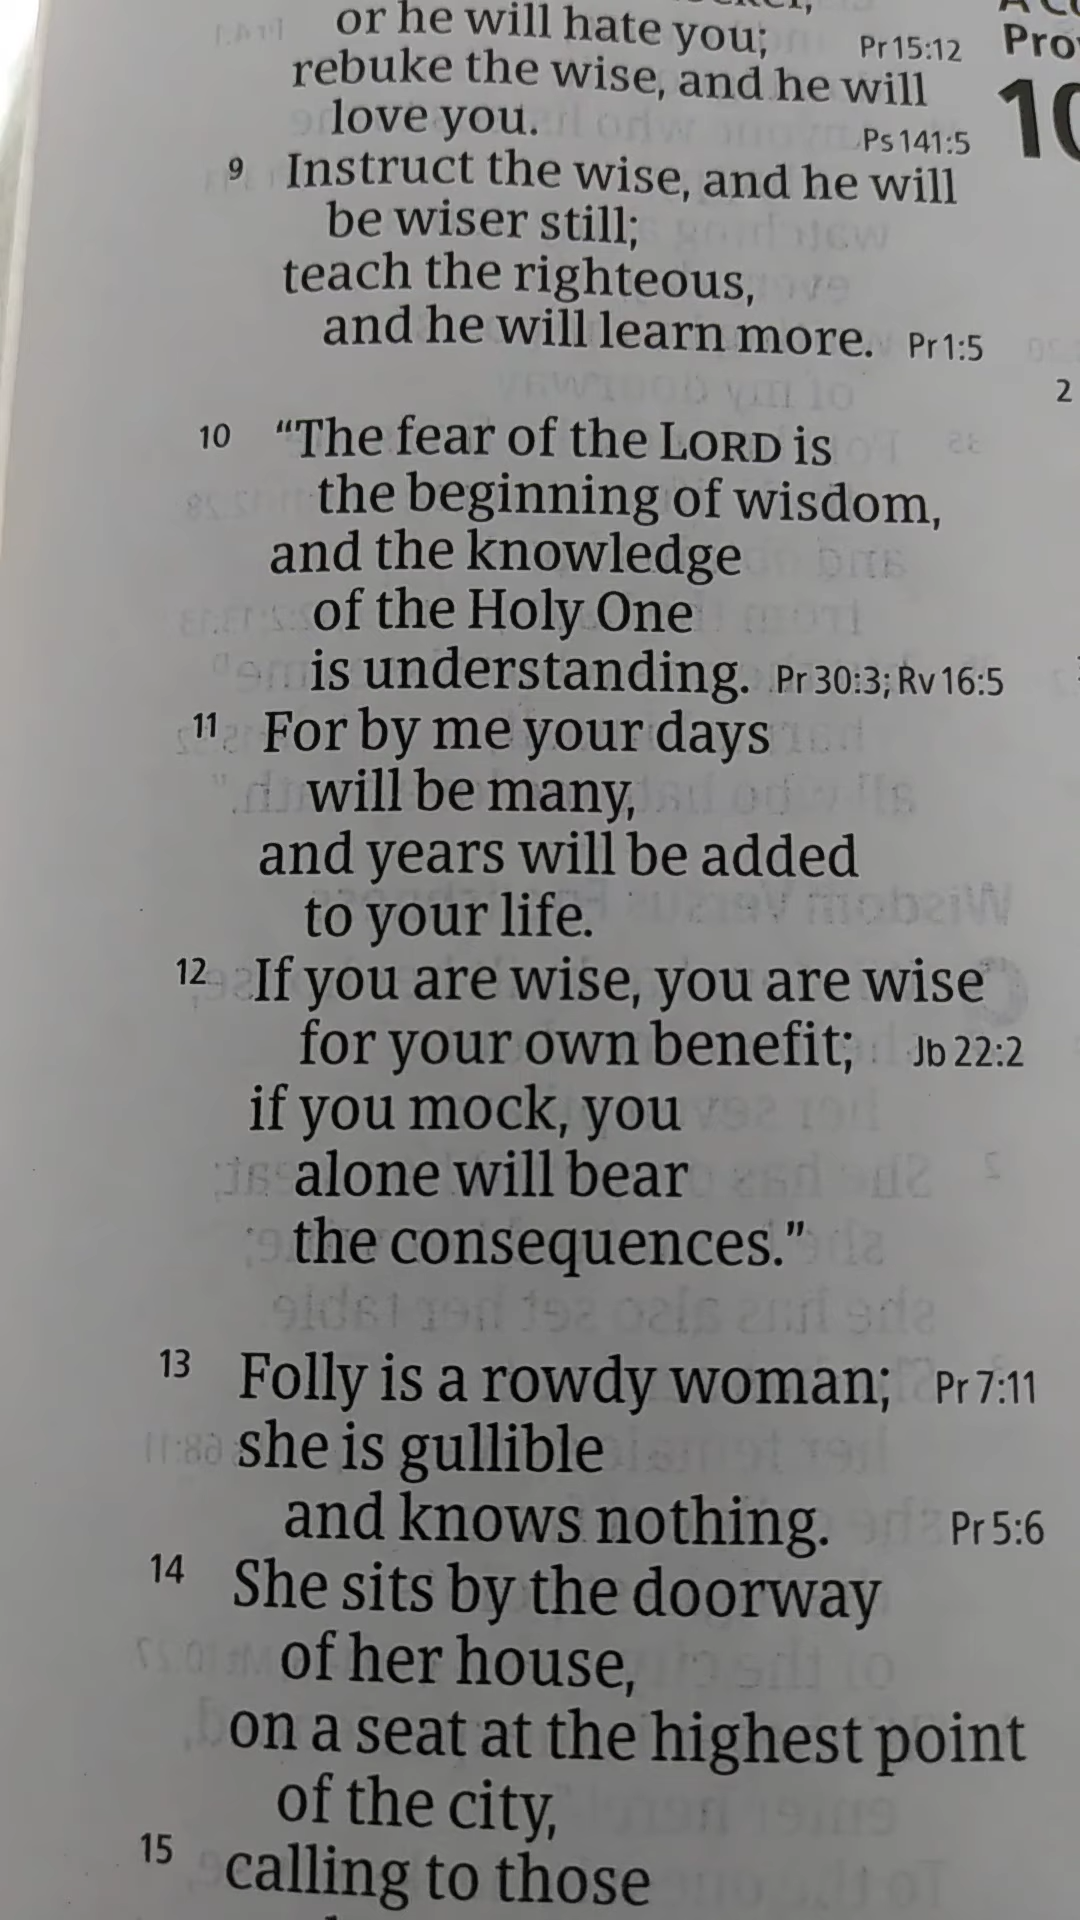 or he will hate you; Pr 15:12
rebuke the wise, and he will
love you. Ps 141:5
9 Instruct the wise, and he will
be wiser still;
teach the righteous,
and he will learn more. Pr 1:5
10 “The fear of the LORD is
the beginning of wisdom,
and the knowledge
of the Holy One
is understanding. Pr 30:3; Rv 16:5
11 For by me your days
will be many,
and years will be added
to your life.
12 If you are wise, you are wise
for your own benefit; Jb 22:2
if you mock, you
alone will bear
the consequences.”
13 Folly is a rowdy woman; Pr 7:11
she is gullible
and knows nothing. Pr 5:6
14 She sits by the doorway
of her house,
on a seat at the highest point
of the city,
15 calling to those
10
2